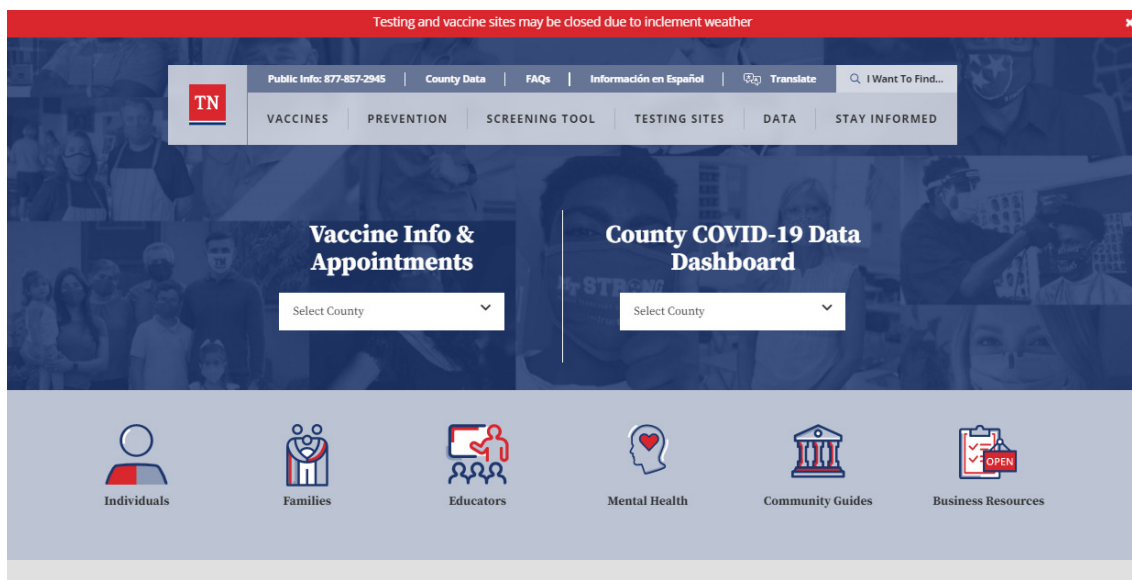 Testing and vaccine sites may be closed due to inclement weather
Public Info: 877-857-2945 | County Data | FAQs | Información en Español | Translate I Want To Find...
TN
VACCINES PREVENTION SCREENING TOOL TESTING SITES DATA STAY INFORMED
Vaccine Info &
Appointments
Select County
County COVID-19 Data
Dashboard
Select County
STRONG
Individuals Families Educators Mental Health Community Guides Business Resources
OPEN